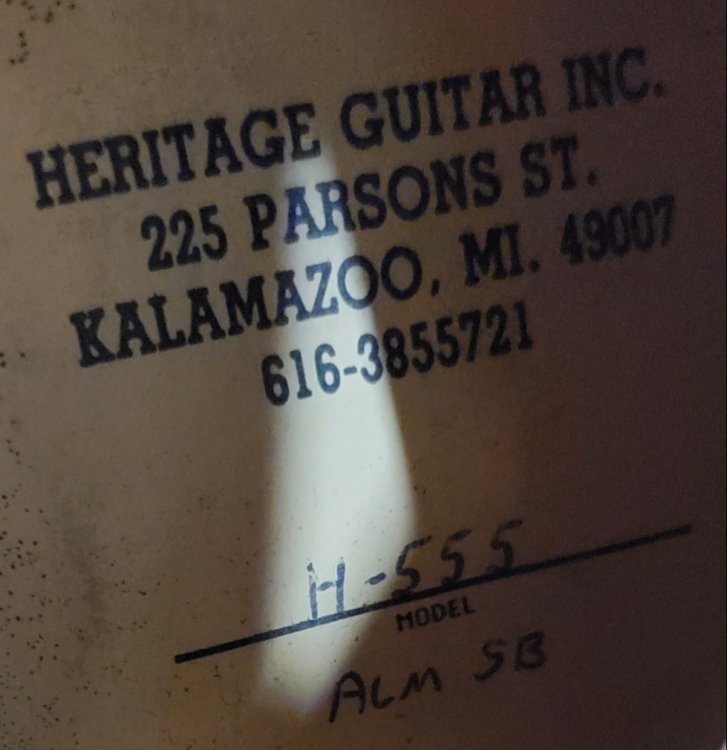 HERITAGE GUITAR INC.
225 PARSONS ST.
KALAMAZOO, MI. 49007
616-3855721
H-555
MODEL
ALM SB